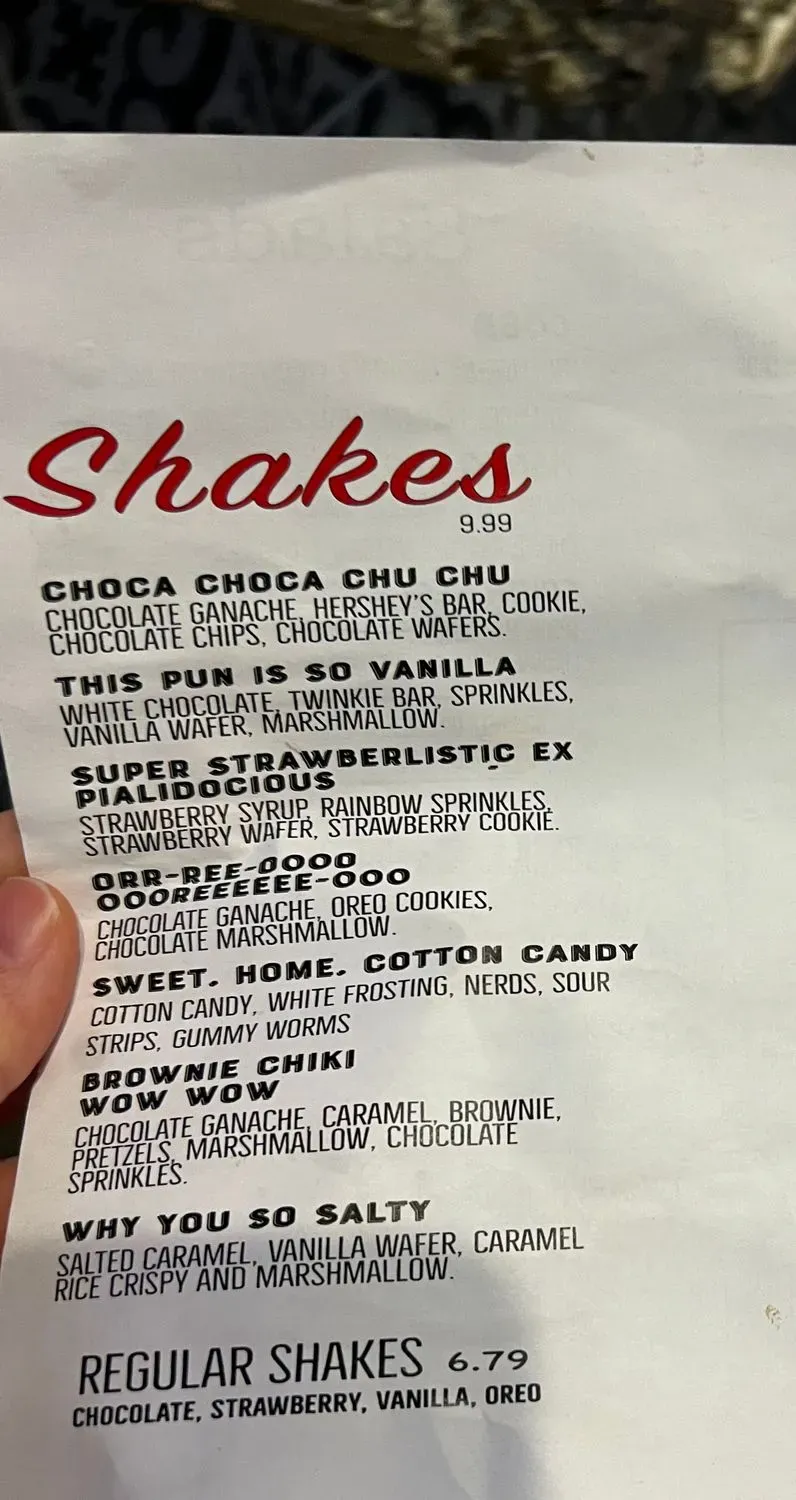 Shakes
9.99
CHOCA CHOCA CHU CHU
CHOCOLATE GANACHE, HERSHEY'S BAR, COOKIE,
CHOCOLATE CHIPS, CHOCOLATE WAFERS.
THIS PUN IS SO VANILLA
WHITE CHOCOLATE, TWINKIE BAR, SPRINKLES,
VANILLA WAFER, MARSHMALLOW.
SUPER STRAWBERLISTIC EX
PIALIDOCIOUS
STRAWBERRY SYRUP, RAINBOW SPRINKLES,
STRAWBERRY WAFER, STRAWBERRY COOKIE.
ORR-REE-OOOO
OOOREEEEEE-OOO
CHOCOLATE GANACHE, OREO COOKIES,
CHOCOLATE MARSHMALLOW.
SWEET. HOME. COTTON CANDY
COTTON CANDY, WHITE FROSTING, NERDS, SOUR
STRIPS, GUMMY WORMS
BROWNIE CHIKI
WOW WOW
CHOCOLATE GANACHE, CARAMEL, BROWNIE,
PRETZELS, MARSHMALLOW, CHOCOLATE
SPRINKLES.
WHY YOU SO SALTY
SALTED CARAMEL, VANILLA WAFER, CARAMEL
RICE CRISPY AND MARSHMALLOW.
REGULAR SHAKES 6.79
CHOCOLATE, STRAWBERRY, VANILLA, OREO